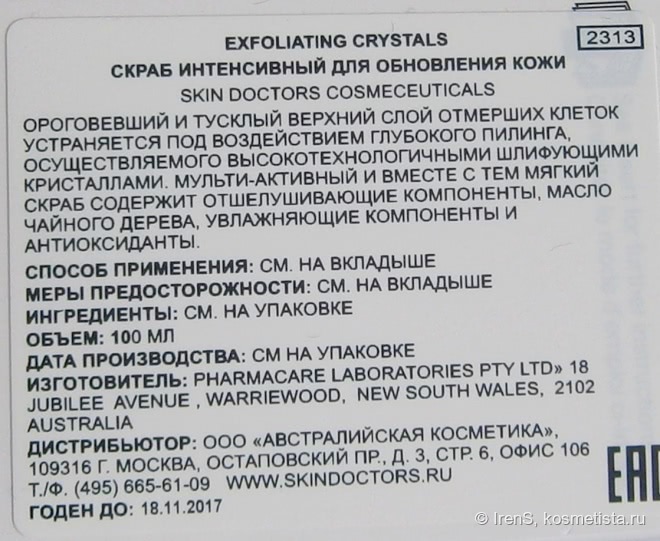 EXFOLIATING CRYSTALS
2313
СКРАБ ИНТЕНСИВНЫЙ ДЛЯ ОБНОВЛЕНИЯ КОЖИ
SKIN DOCTORS COSMECEUTICALS
ОРОГОВЕВШИЙ И ТУСКЛЫЙ ВЕРХНИЙ СЛОЙ ОТМЕРШИХ КЛЕТОК
УСТРАНЯЕТСЯ ПОД ВОЗДЕЙСТВИЕМ ГЛУБОКОГО ПИЛИНГА,
ОСУЩЕСТВЛЯЕМОГО ВЫСОКОТЕХНОЛОГИЧНЫМИ ШЛИФУЮЩИМИ
КРИСТАЛЛАМИ. МУЛЬТИ-АКТИВНЫЙ И ВМЕСТЕ С ТЕМ МЯГКИЙ
СКРАБ СОДЕРЖИТ ОТШЕЛУШИВАЮЩИЕ КОМПОНЕНТЫ, МАСЛО
ЧАЙНОГО ДЕРЕВА, УВЛАЖНЯЮЩИЕ КОМПОНЕНТЫ И
АНТИОКСИДАНТЫ.
СПОСОБ ПРИМЕНЕНИЯ: СМ. НА ВКЛАДЫШЕ
МЕРЫ ПРЕДОСТОРОЖНОСТИ: СМ. НА ВКЛАДЫШЕ
ИНГРЕДИЕНТЫ: СМ. НА УПАКОВКЕ
ОБЪЕМ: 100 МЛ
ДАТА ПРОИЗВОДСТВА: СМ НА УПАКОВКЕ
ИЗГОТОВИТЕЛЬ: PHARMACARE LABORATORIES PTY LTD» 18
JUBILEE AVENUE , WARRIEWOOD, NEW SOUTH WALES, 2102
AUSTRALIA
ДИСТРИБЬЮТОР: ООО «АВСТРАЛИЙСКАЯ КОСМЕТИКА»,
109316 Г. МОСКВА, ОСТАПОВСКИЙ ПР., Д. 3, СТР. 6, ОФИС 106
Т./Ф. (495) 665-61-09 WWW.SKINDOCTORS.RU
ГОДЕН ДО: 18.11.2017
EAC
© IrenS, kosmetista.ru